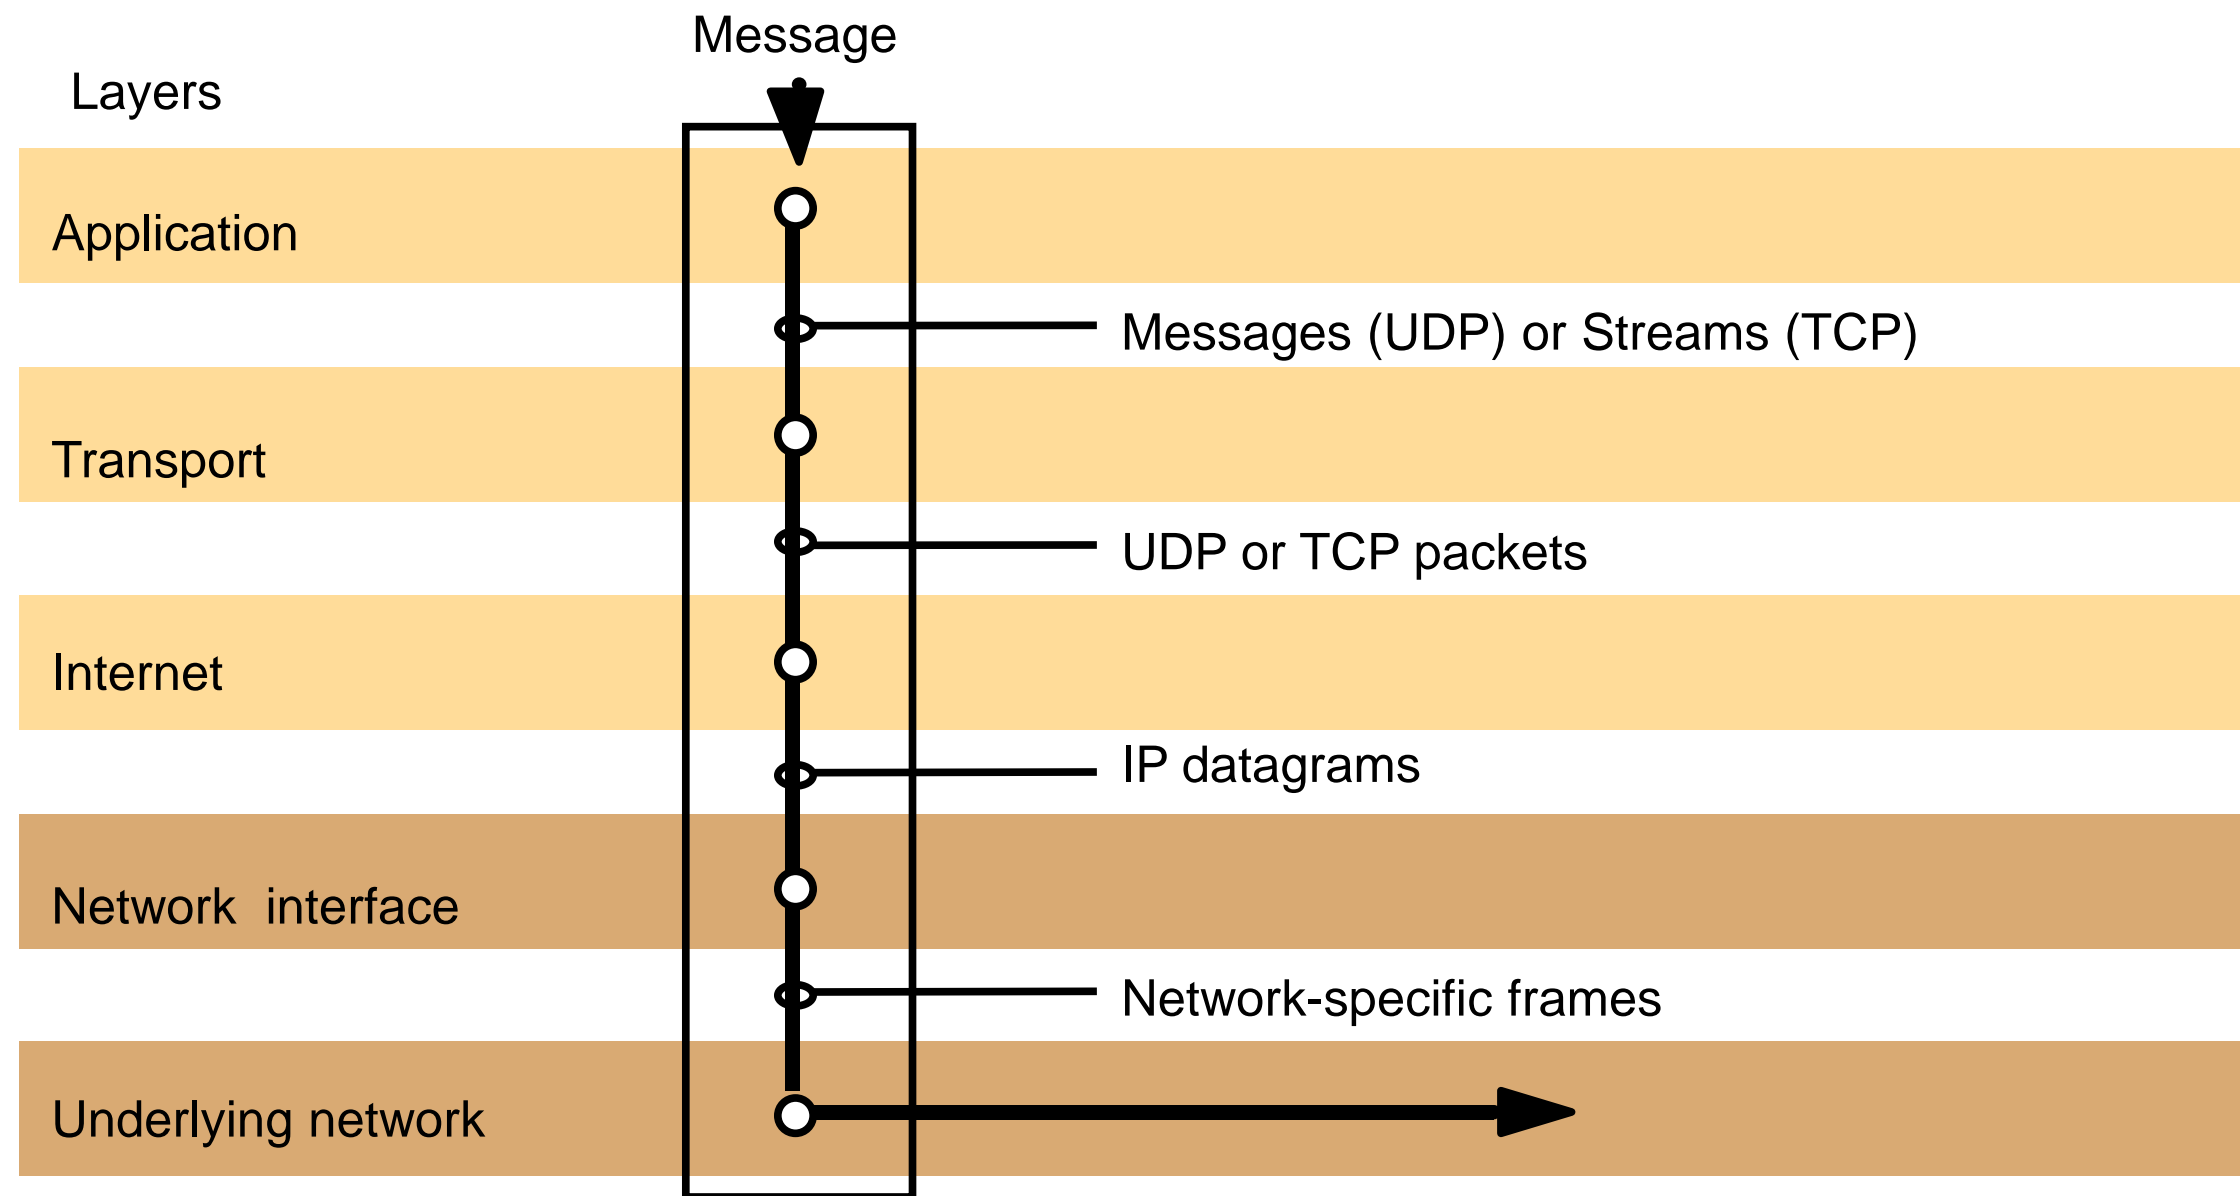 Message
Layers
Application
Messages (UDP) or Streams (TCP)
Transport
UDP or TCP packets
Internet
IP datagrams
Network interface
Network-specific frames
Underlying network